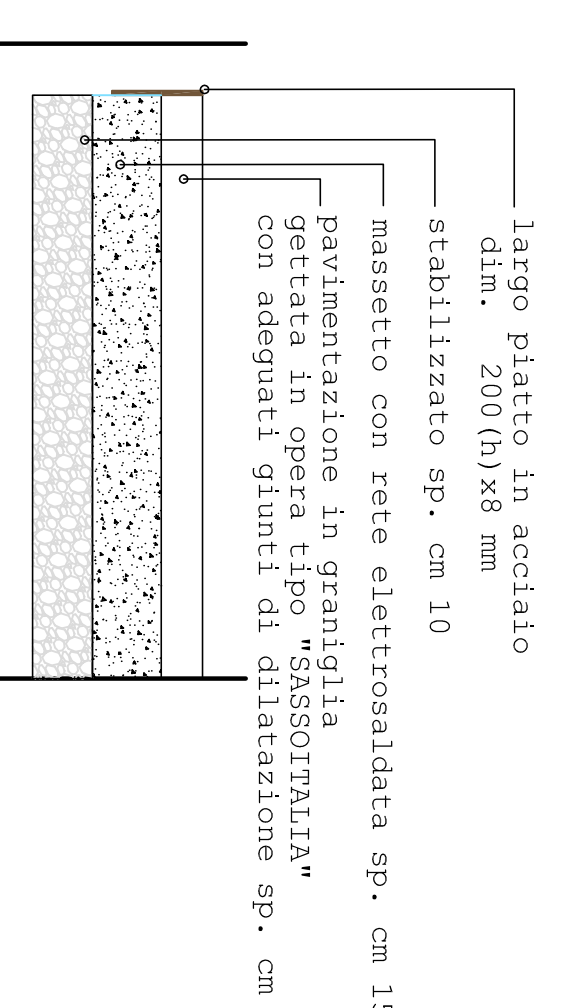 largo piatto in acciaio
dim. 200(h)x8 mm
stabilizzato sp. cm 10
massetto con rete elettrosaldata sp. cm 15
pavimentazione in graniglia
gettata in opera tipo "SASSOITALIA"
con adeguati giunti di dilatazione sp. cm